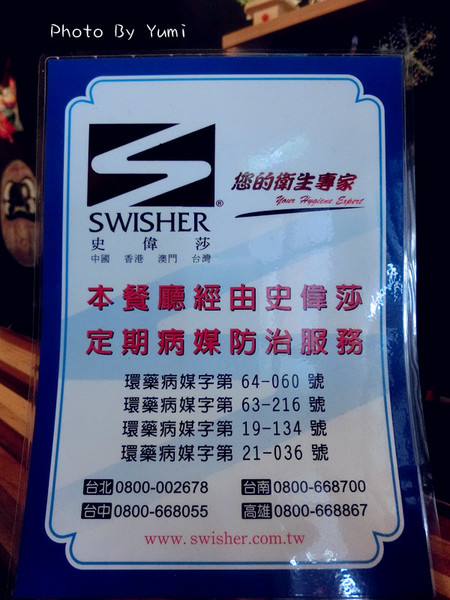 Photo By Yumi
SWISHER®
史偉莎
中國 香港 澳門 台灣
您的衛生專家
Your Hygiene Expert
本餐廳經由史偉莎
定期病媒防治服務
環藥病媒字第 64-060 號
環藥病媒字第 63-216 號
環藥病媒字第 19-134 號
環藥病媒字第 21-036 號
台北 0800-002678 台南 0800-668700
台中 0800-668055 高雄 0800-668867
www.swisher.com.tw